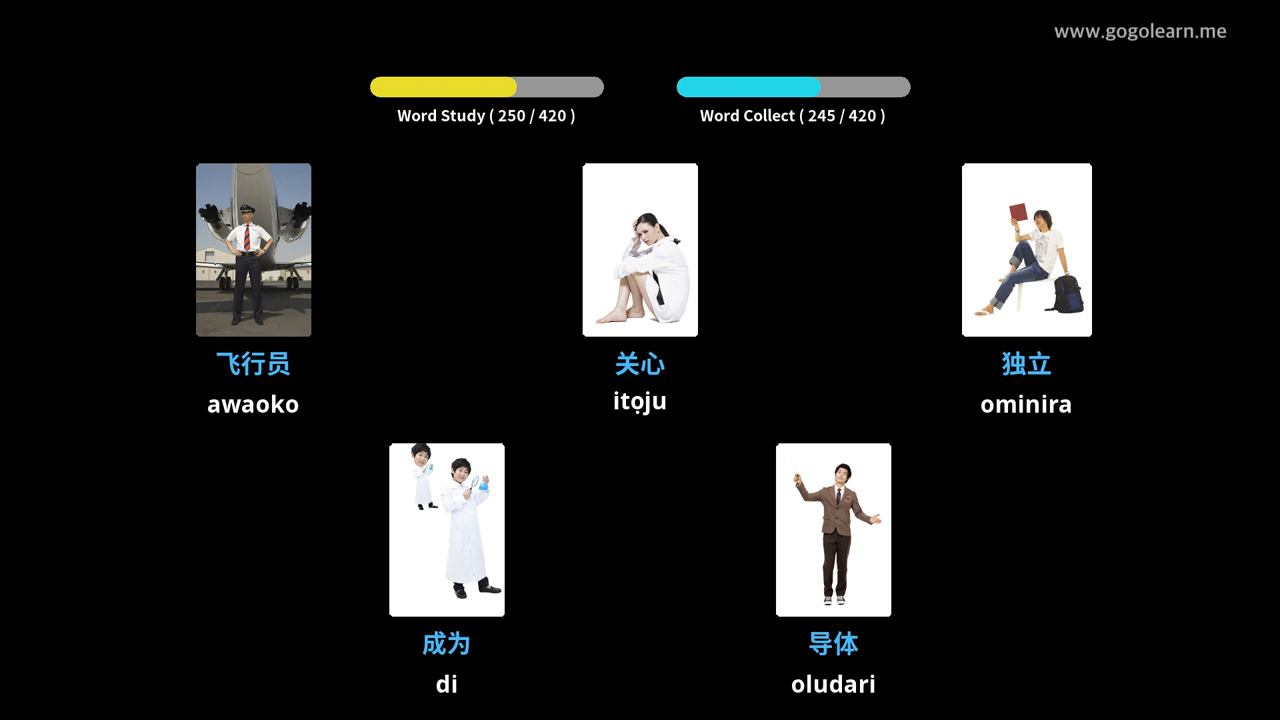 www.gogolearn.me
Word Study ( 250 / 420 )
Word Collect ( 245 / 420 )
飞行员
awaoko
关心
itọju
独立
ominira
成为
di
导体
oludari